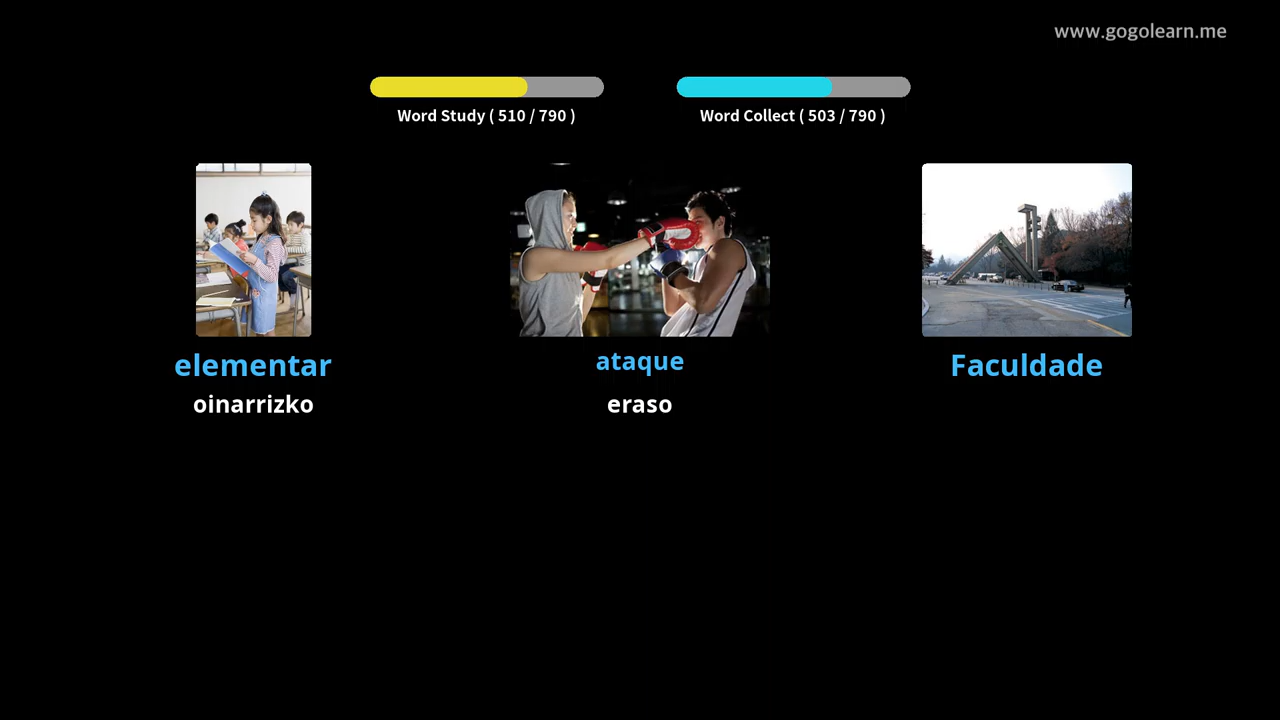 www.gogolearn.me
Word Study ( 510 / 790 )
Word Collect ( 503 / 790 )
elementar
oinarrizko
ataque
eraso
Faculdade